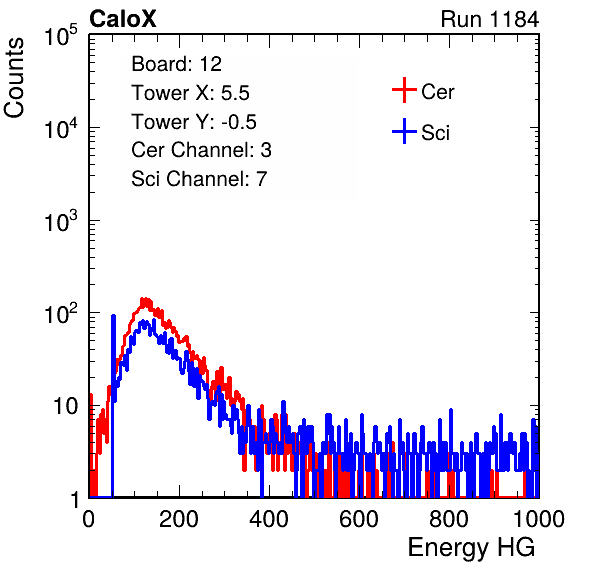 CaloX Run 1184
Counts
10^5
10^4
10^3
10^2
10
1
Board: 12
Tower X: 5.5
Tower Y: -0.5
Cer Channel: 3
Sci Channel: 7
Cer
Sci
0 200 400 600 800 1000
Energy HG